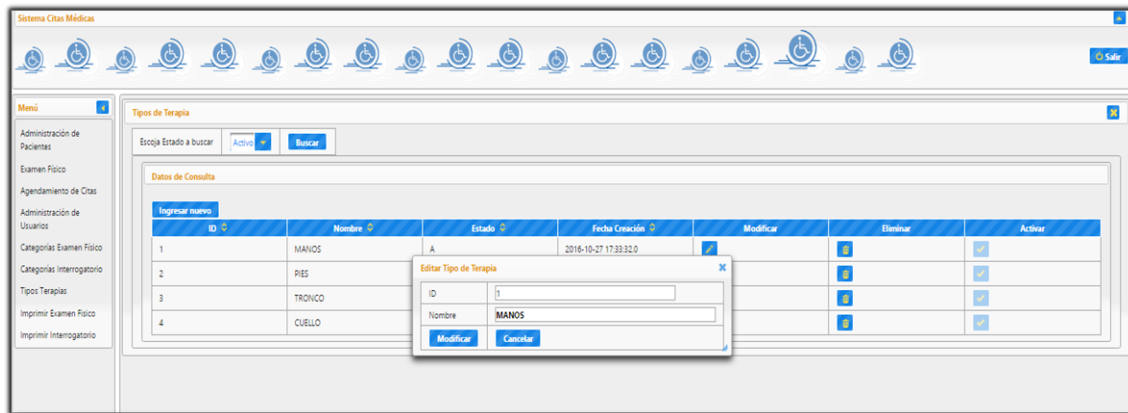 Sistema Citas Médicas
Salir
Menú
Administración de
Pacientes
Examen Físico
Agendamiento de Citas
Administración de
Usuarios
Categorías Examen Físico
Categorías Interrogatorio
Tipos Terapias
Imprimir Examen Físico
Imprimir Interrogatorio
Tipos de Terapia
Escoja Estado a buscar Activo Buscar
Datos de Consulta
Ingresar nuevo
ID Nombre Estado Fecha Creación Modificar Eliminar Activar
1 MANOS A 2016-10-27 17:33:32.0
2 PIES
3 TRONCO
4 CUELLO
Editar Tipo de Terapia
ID 1
Nombre MANOS
Modificar Cancelar